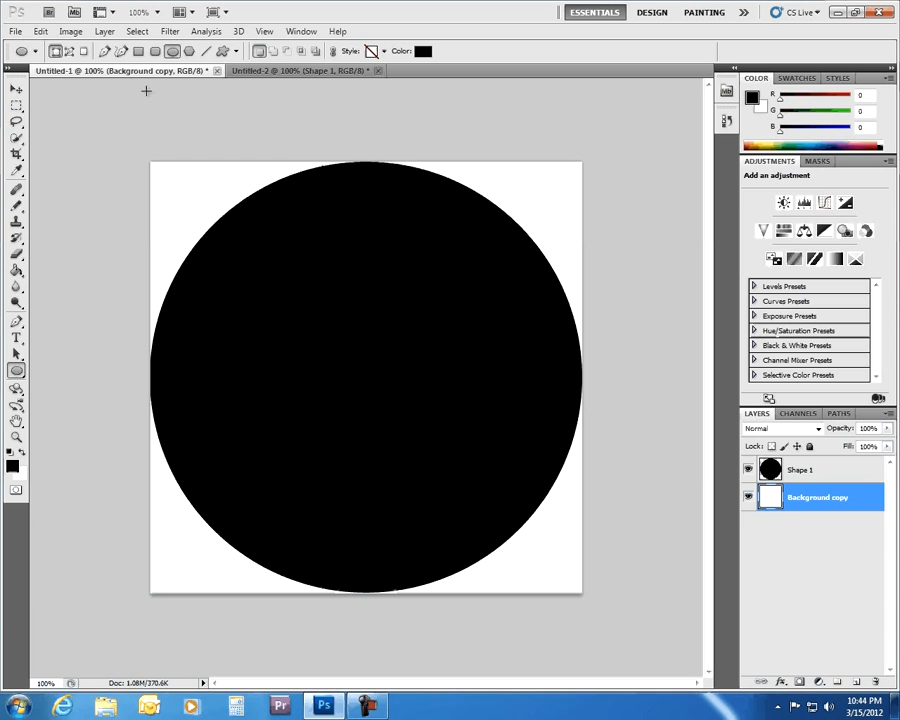 Ps Br Mb 100% ESSENTIALS DESIGN PAINTING CS Live
File Edit Image Layer Select Filter Analysis 3D View Window Help
Style: Color:
Untitled-1 @ 100% (Background copy, RGB/8) * Untitled-2 @ 100% (Shape 1, RGB/8) *
COLOR SWATCHES STYLES
R 0
G 0
B 0
ADJUSTMENTS MASKS
Add an adjustment
Levels Presets
Curves Presets
Exposure Presets
Hue/Saturation Presets
Black & White Presets
Channel Mixer Presets
Selective Color Presets
LAYERS CHANNELS PATHS
Normal Opacity: 100%
Lock: Fill: 100%
Shape 1
Background copy
100% Doc: 1.08M/370.6K
Pr Ps
10:44 PM
3/15/2012